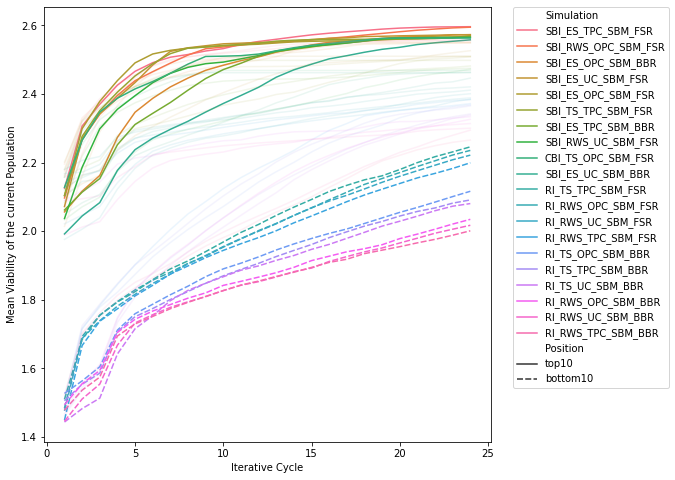 2.6
2.4
2.2
2.0
1.8
1.6
1.4
Mean Viability of the current Population
0
5
10
15
20
25
Iterative Cycle
Simulation
SBI_ES_TPC_SBM_FSR
SBI_RWS_OPC_SBM_FSR
SBI_ES_OPC_SBM_BBR
SBI_ES_UC_SBM_FSR
SBI_ES_OPC_SBM_FSR
SBI_TS_TPC_SBM_FSR
SBI_ES_TPC_SBM_BBR
SBI_RWS_UC_SBM_FSR
CBI_TS_OPC_SBM_FSR
SBI_ES_UC_SBM_BBR
RI_TS_TPC_SBM_FSR
RI_RWS_OPC_SBM_FSR
RI_RWS_UC_SBM_FSR
RI_RWS_TPC_SBM_FSR
RI_TS_OPC_SBM_BBR
RI_TS_TPC_SBM_BBR
RI_TS_UC_SBM_BBR
RI_RWS_OPC_SBM_BBR
RI_RWS_UC_SBM_BBR
RI_RWS_TPC_SBM_BBR
Position
top10
bottom10